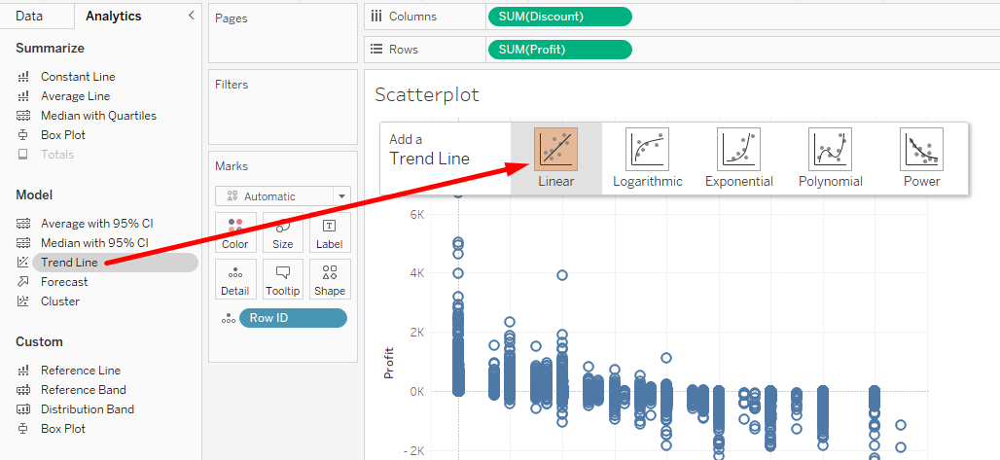 Data
Analytics
Summarize
Constant Line
Average Line
Median with Quartiles
Box Plot
Totals
Model
Average with 95% CI
Median with 95% CI
Trend Line
Forecast
Cluster
Custom
Reference Line
Reference Band
Distribution Band
Box Plot
Pages
Filters
Marks
Automatic
Color
Size
Label
Detail
Tooltip
Shape
Row ID
Columns
SUM(Discount)
Rows
SUM(Profit)
Scatterplot
Add a
Trend Line
Linear
Logarithmic
Exponential
Polynomial
Power
6K
4K
2K
0K
-2K
Profit